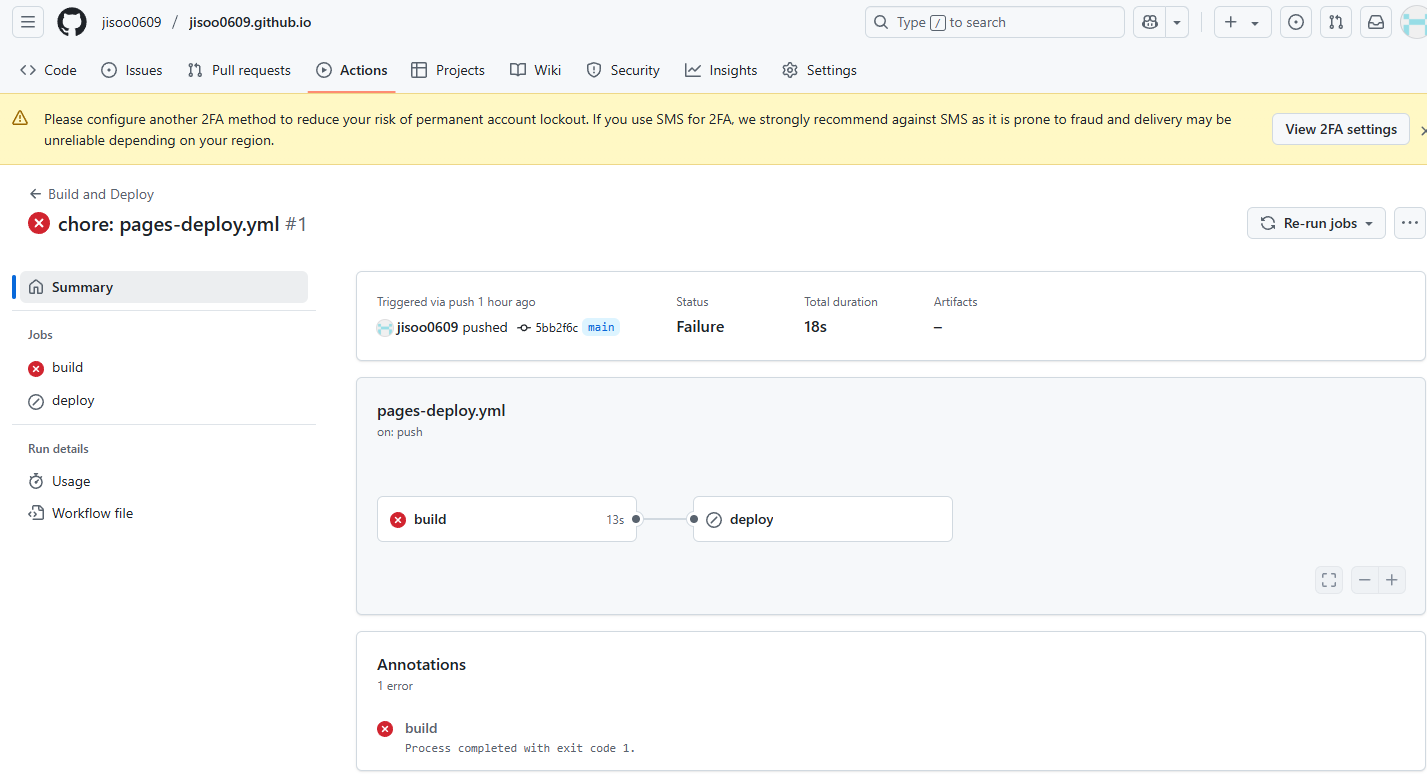 jisoo0609 / jisoo0609.github.io
Type / to search
Code
Issues
Pull requests
Actions
Projects
Wiki
Security
Insights
Settings
Please configure another 2FA method to reduce your risk of permanent account lockout. If you use SMS for 2FA, we strongly recommend against SMS as it is prone to fraud and delivery may be
unreliable depending on your region.
View 2FA settings
Build and Deploy
chore: pages-deploy.yml #1
Re-run jobs
Summary
Jobs
build
deploy
Run details
Usage
Workflow file
Triggered via push 1 hour ago
jisoo0609 pushed 5bb2f6c main
Status
Failure
Total duration
18s
Artifacts
–
pages-deploy.yml
on: push
build 13s
deploy
Annotations
1 error
build
Process completed with exit code 1.